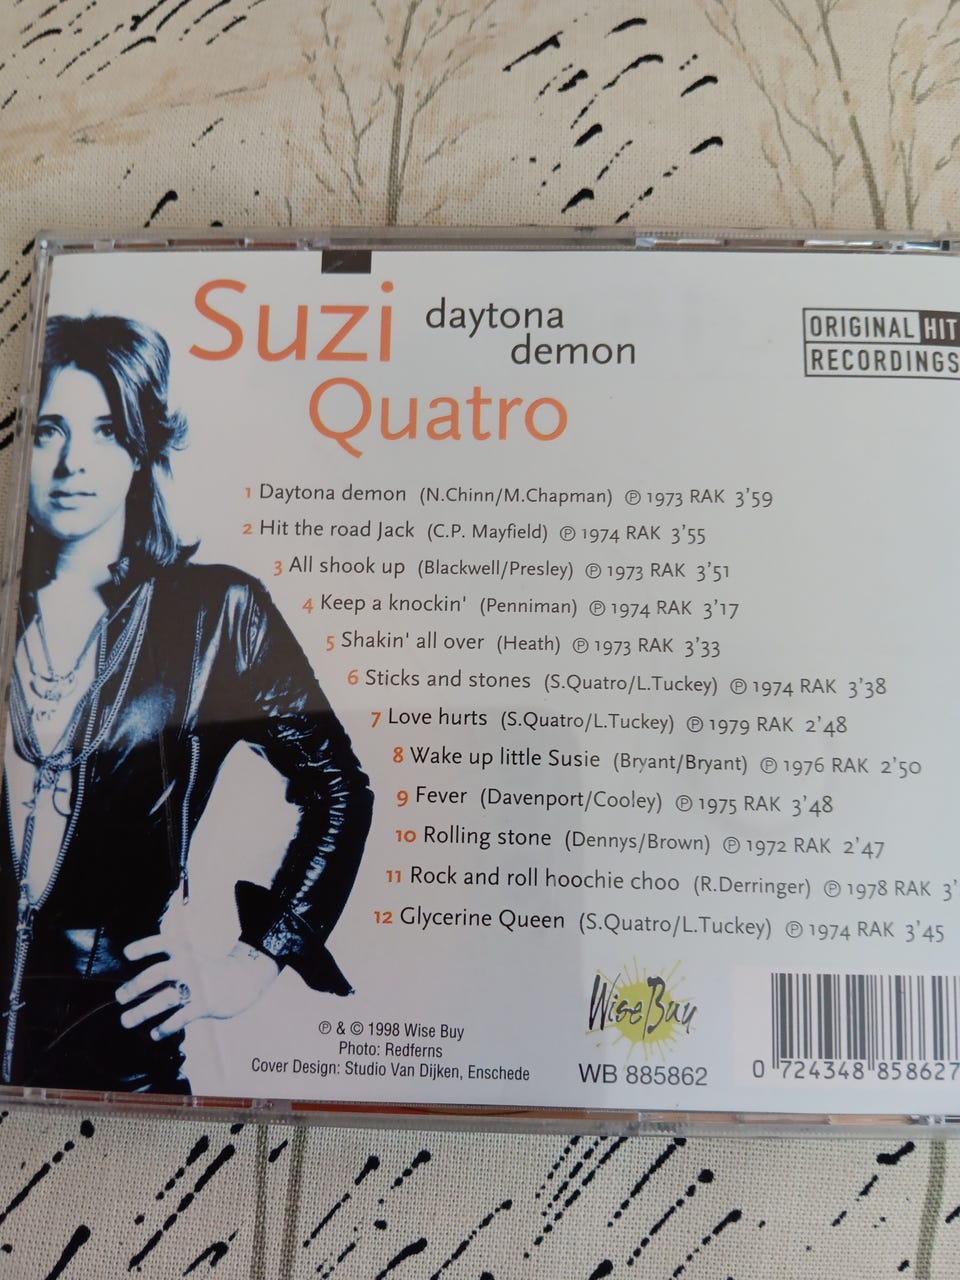 Suzi
daytona
demon
Quatro
ORIGINAL HIT
RECORDINGS
1 Daytona demon (N.Chinn/M.Chapman) ℗ 1973 RAK 3'59
2 Hit the road Jack (C.P. Mayfield) ℗ 1974 RAK 3'55
3 All shook up (Blackwell/Presley) ℗ 1973 RAK 3'51
4 Keep a knockin' (Penniman) ℗ 1974 RAK 3'17
5 Shakin' all over (Heath) ℗ 1973 RAK 3'33
6 Sticks and stones (S.Quatro/L.Tuckey) ℗ 1974 RAK 3'38
7 Love hurts (S.Quatro/L.Tuckey) ℗ 1979 RAK 2'48
8 Wake up little Susie (Bryant/Bryant) ℗ 1976 RAK 2'50
9 Fever (Davenport/Cooley) ℗ 1975 RAK 3'48
10 Rolling stone (Dennys/Brown) ℗ 1972 RAK 2'47
11 Rock and roll hoochie choo (R.Derringer) ℗ 1978 RAK 3'
12 Glycerine Queen (S.Quatro/L.Tuckey) ℗ 1974 RAK 3'45
℗ & © 1998 Wise Buy
Photo: Redferns
Cover Design: Studio Van Dijken, Enschede
Wise Buy
WB 885862
0 724348 858627